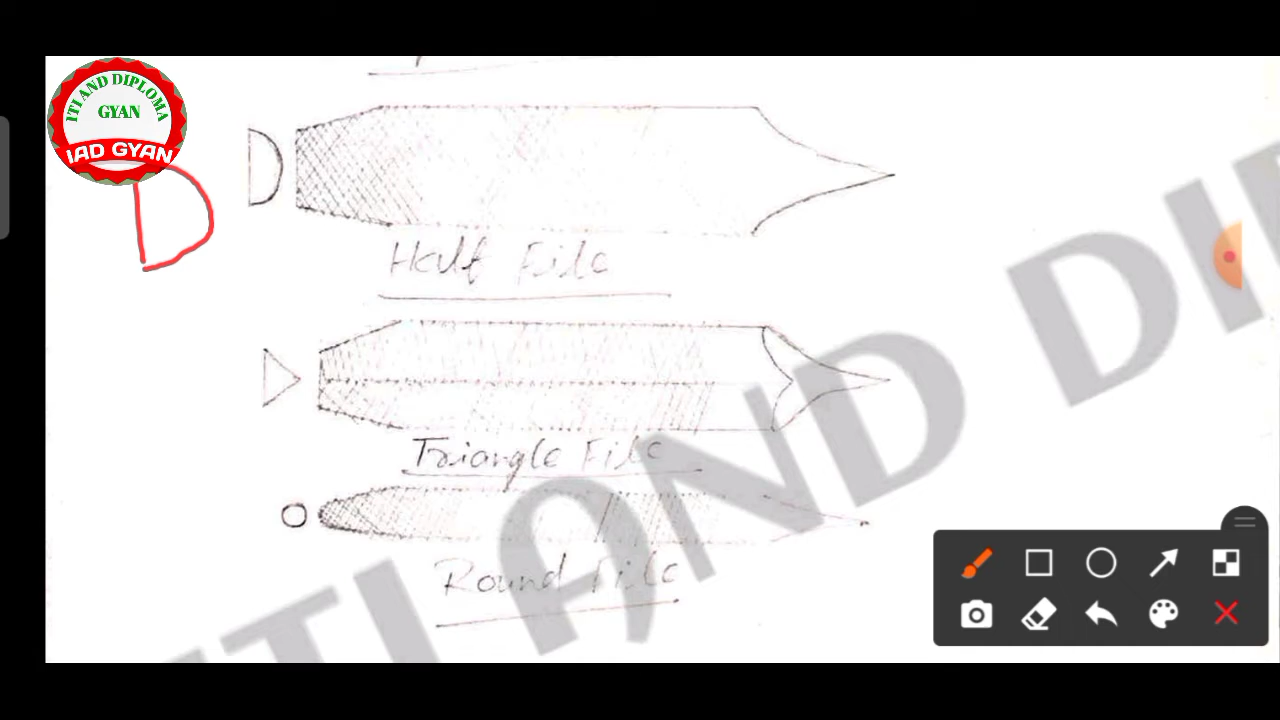 ITI AND DIPLOMA
GYAN
IAD GYAN
D
Half File
Triangle File
Round File
ITI AND DI